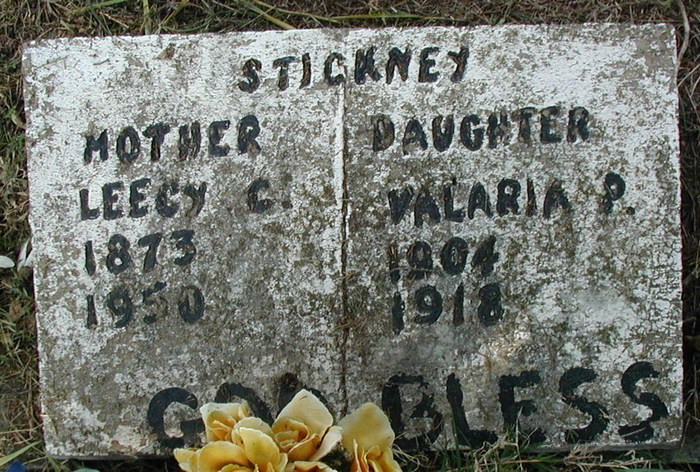 STICKNEY
MOTHER DAUGHTER
LEECY C. VALARIA P.
1873 1904
1950 1918
GOD BLESS